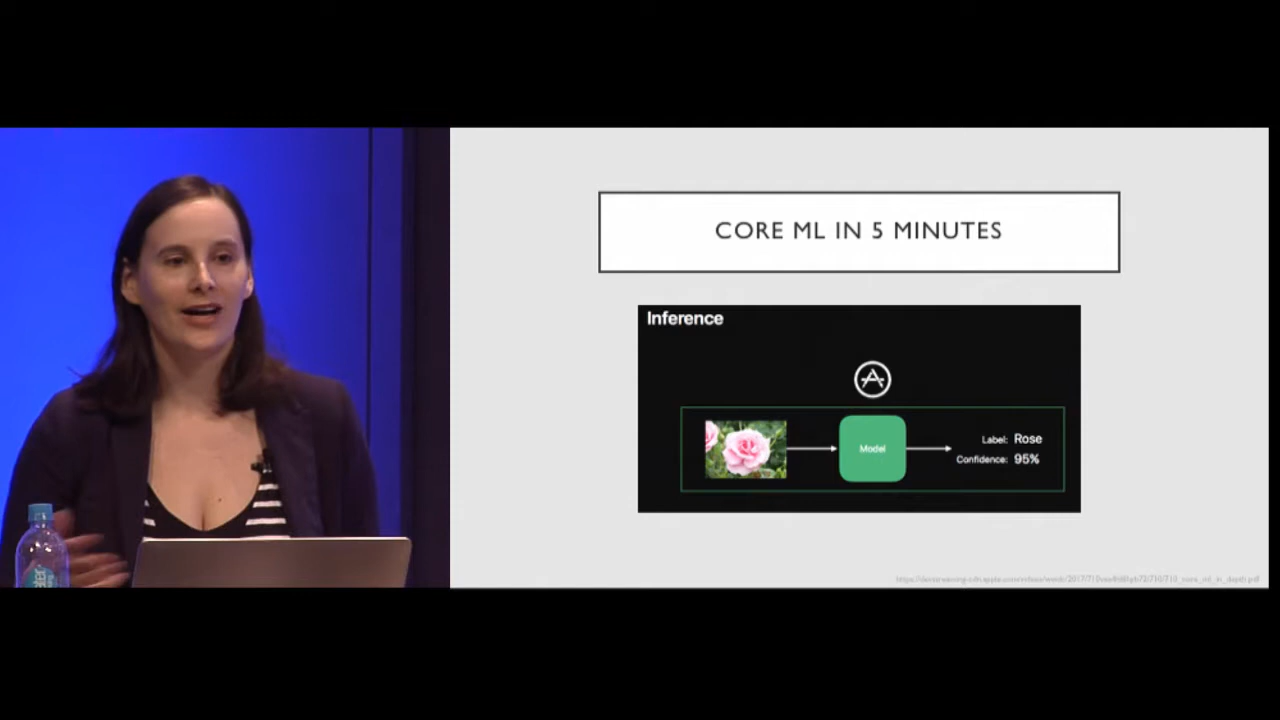 CORE ML IN 5 MINUTES
Inference
Model
Label: Rose
Confidence: 95%